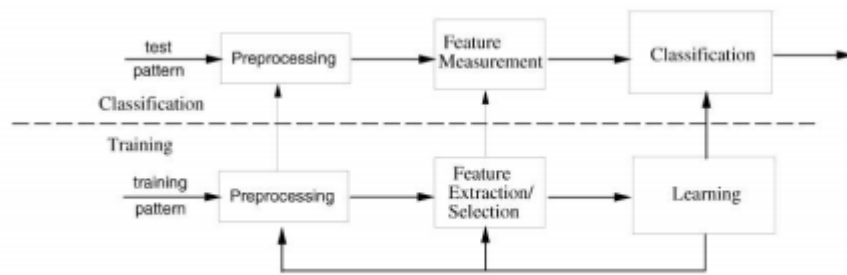 test
pattern
Preprocessing
Feature
Measurement
Classification
Classification
Training
training
pattern
Preprocessing
Feature
Extraction/
Selection
Learning